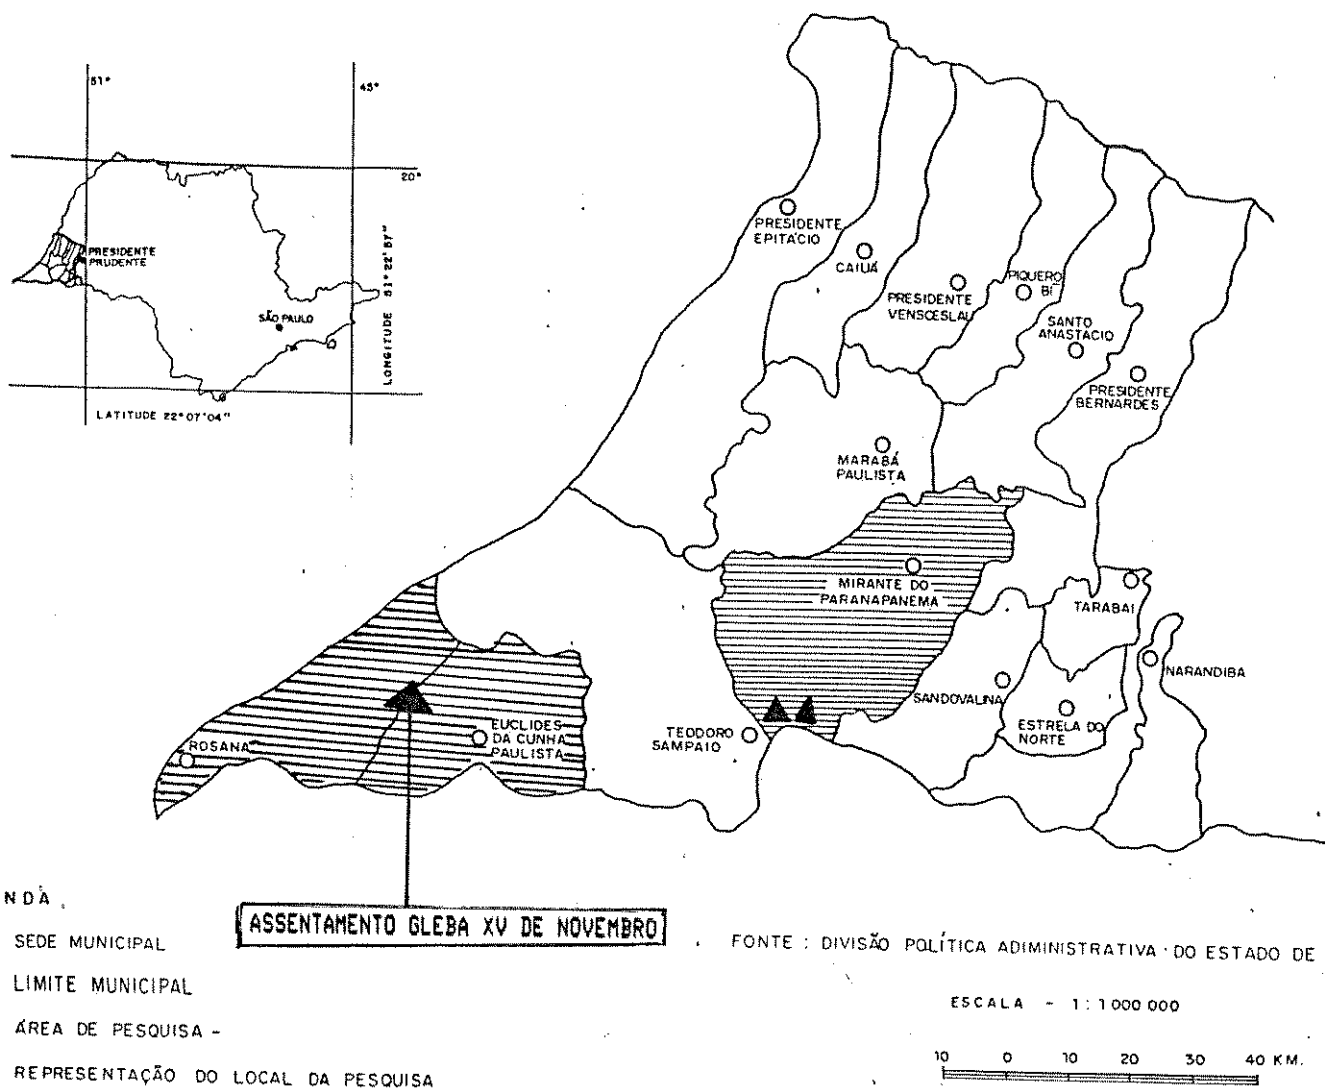 51°
45°
20°
PRESIDENTE
PRUDENTE
SÃO PAULO
LONGITUDE 51° 22' 57"
LATITUDE 22° 07' 04"
PRESIDENTE
EPITÁCIO
CAIUÁ
PRESIDENTE
VENSCESLAU
PIQUERO
BÍ
SANTO
ANASTÁCIO
PRESIDENTE
BERNARDES
MARABÁ
PAULISTA
MIRANTE DO
PARANAPANEMA
TARABAI
NARANDIBA
SANDOVALINA
ESTRELA DO
NORTE
TEODORO
SAMPAIO
EUCLIDES
DA CUNHA
PAULISTA
ROSANA
ASSENTAMENTO GLEBA XV DE NOVEMBRO
NDA
SEDE MUNICIPAL
LIMITE MUNICIPAL
ÁREA DE PESQUISA -
REPRESENTAÇÃO DO LOCAL DA PESQUISA
FONTE : DIVISÃO POLÍTICA ADIMINISTRATIVA DO ESTADO DE
ESCALA - 1: 1 000 000
10 0 10 20 30 40 KM.